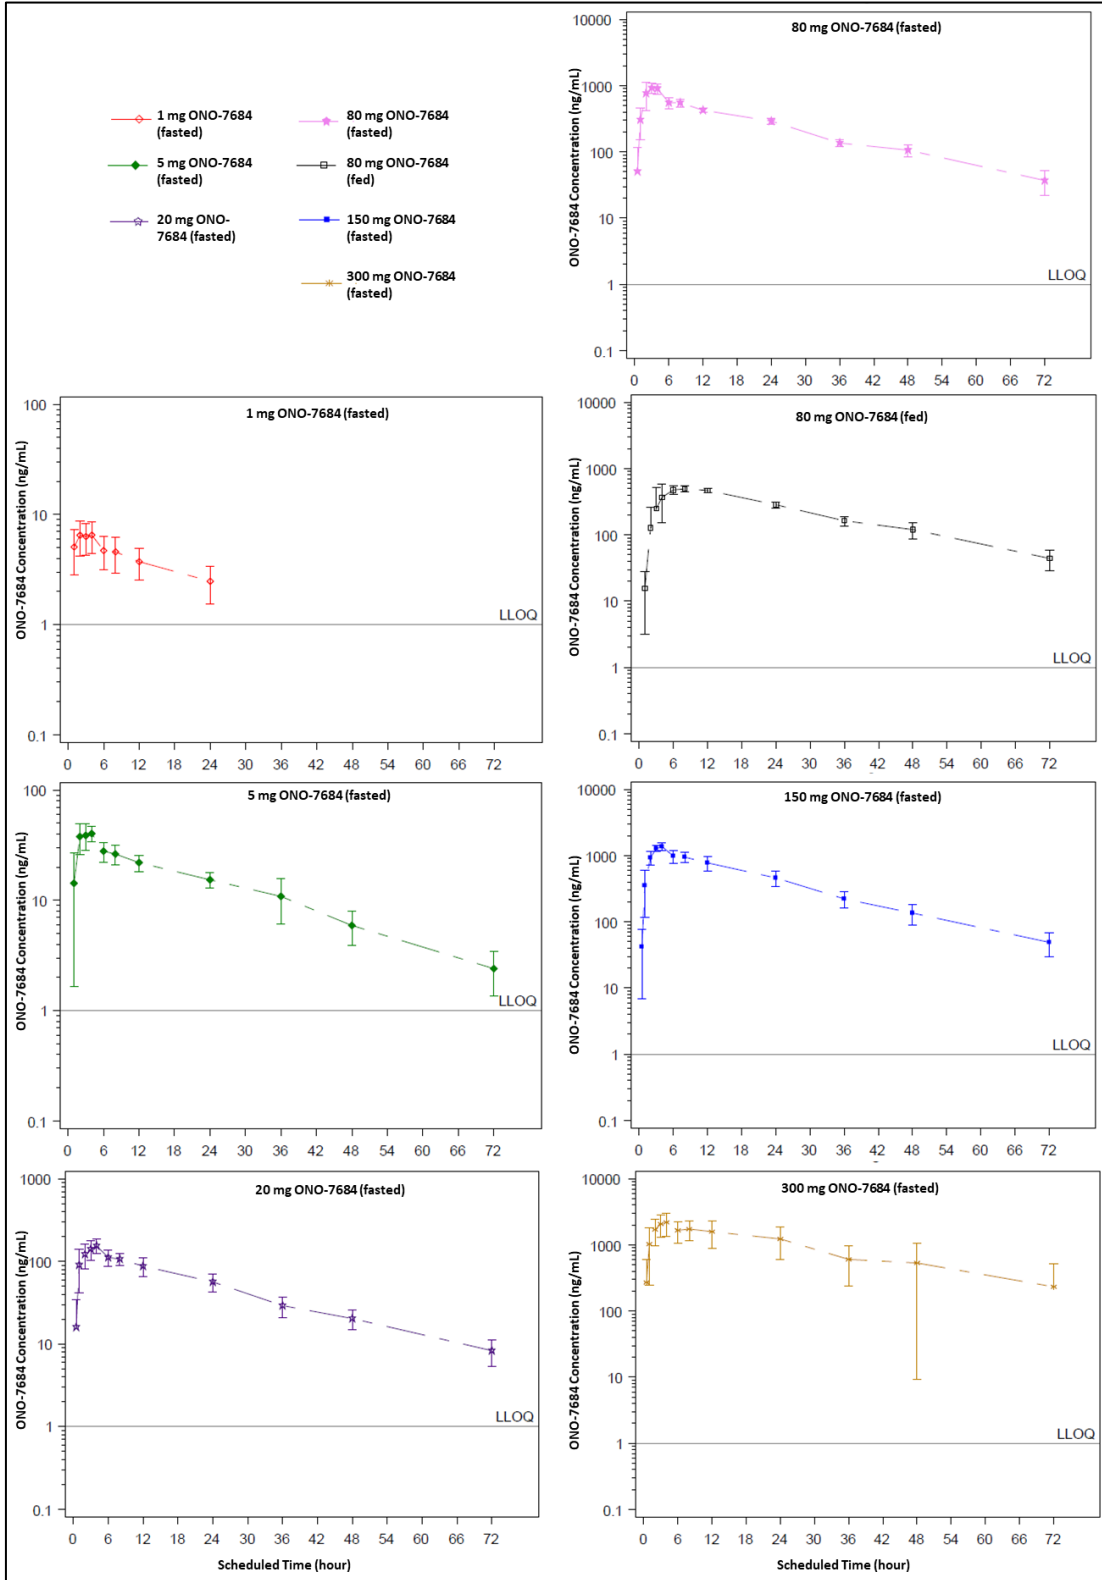 1 mg ONO-7684
(fasted)
5 mg ONO-7684
(fasted)
20 mg ONO-
7684 (fasted)
80 mg ONO-7684
(fasted)
80 mg ONO-7684
(fed)
150 mg ONO-7684
(fasted)
300 mg ONO-7684
(fasted)
80 mg ONO-7684 (fasted)
ONO-7684 Concentration (ng/mL)
10000
1000
100
10
1
0.1
LLOQ
0 6 12 18 24 30 36 42 48 54 60 66 72
1 mg ONO-7684 (fasted)
ONO-7684 Concentration (ng/mL)
100
10
1
0.1
LLOQ
0 6 12 18 24 30 36 42 48 54 60 66 72
80 mg ONO-7684 (fed)
ONO-7684 Concentration (ng/mL)
10000
1000
100
10
1
0.1
LLOQ
0 6 12 18 24 30 36 42 48 54 60 66 72
5 mg ONO-7684 (fasted)
ONO-7684 Concentration (ng/mL)
100
10
1
0.1
LLOQ
0 6 12 18 24 30 36 42 48 54 60 66 72
150 mg ONO-7684 (fasted)
ONO-7684 Concentration (ng/mL)
10000
1000
100
10
1
0.1
LLOQ
0 6 12 18 24 30 36 42 48 54 60 66 72
20 mg ONO-7684 (fasted)
ONO-7684 Concentration (ng/mL)
1000
100
10
1
0.1
LLOQ
0 6 12 18 24 30 36 42 48 54 60 66 72
Scheduled Time (hour)
300 mg ONO-7684 (fasted)
ONO-7684 Concentration (ng/mL)
10000
1000
100
10
1
0.1
LLOQ
0 6 12 18 24 30 36 42 48 54 60 66 72
Scheduled Time (hour)